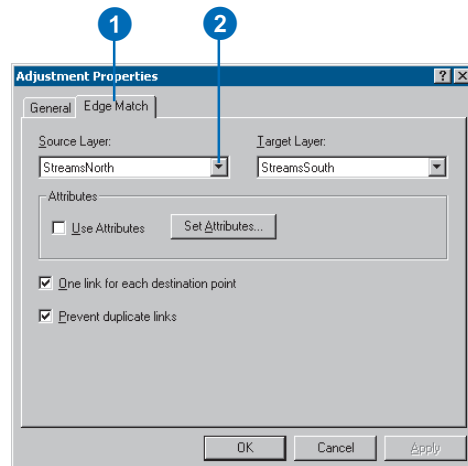 1 2
Adjustment Properties
General Edge Match
Source Layer: Target Layer:
StreamsNorth StreamsSouth
Attributes
Use Attributes Set Attributes...
One link for each destination point
Prevent duplicate links
OK Cancel Apply